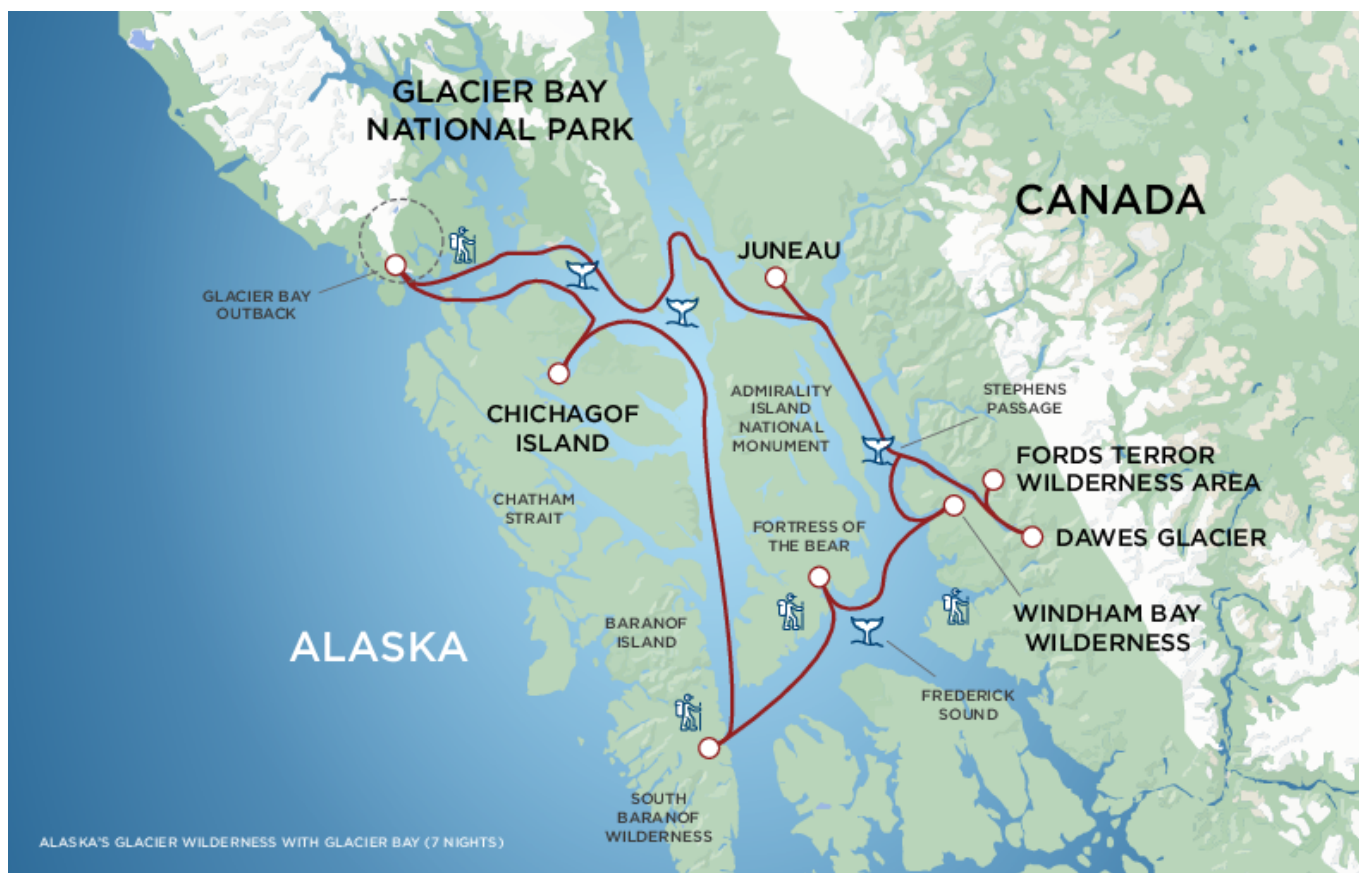 GLACIER BAY
NATIONAL PARK
CANADA
JUNEAU
GLACIER BAY
OUTBACK
CHICHAGOF
ISLAND
ADMIRALITY
ISLAND
NATIONAL
MONUMENT
STEPHENS
PASSAGE
FORDS TERROR
WILDERNESS AREA
CHATHAM
STRAIT
FORTRESS OF
THE BEAR
DAWES GLACIER
WINDHAM BAY
WILDERNESS
BARANOF
ISLAND
ALASKA
FREDERICK
SOUND
SOUTH
BARANOF
WILDERNESS
ALASKA'S GLACIER WILDERNESS WITH GLACIER BAY (7 NIGHTS)